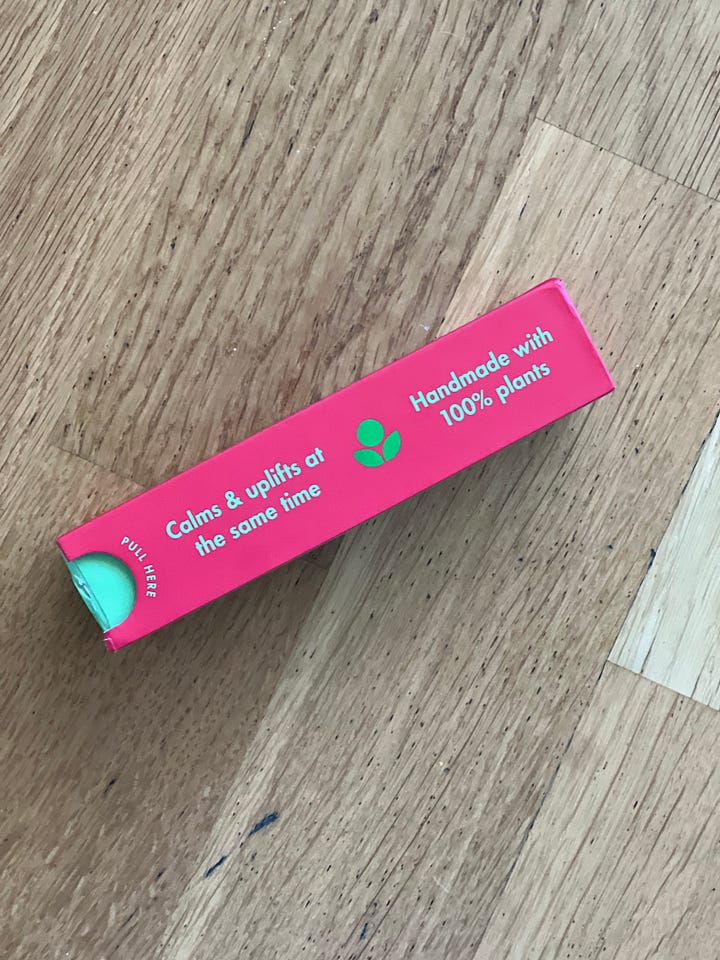 PULL HERE
Calms & uplifts at
the same time
Handmade with
100% plants